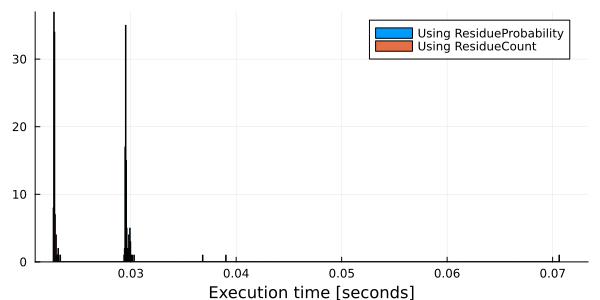 Using ResidueProbability
Using ResidueCount
30
20
10
0
0.03 0.04 0.05 0.06 0.07
Execution time [seconds]